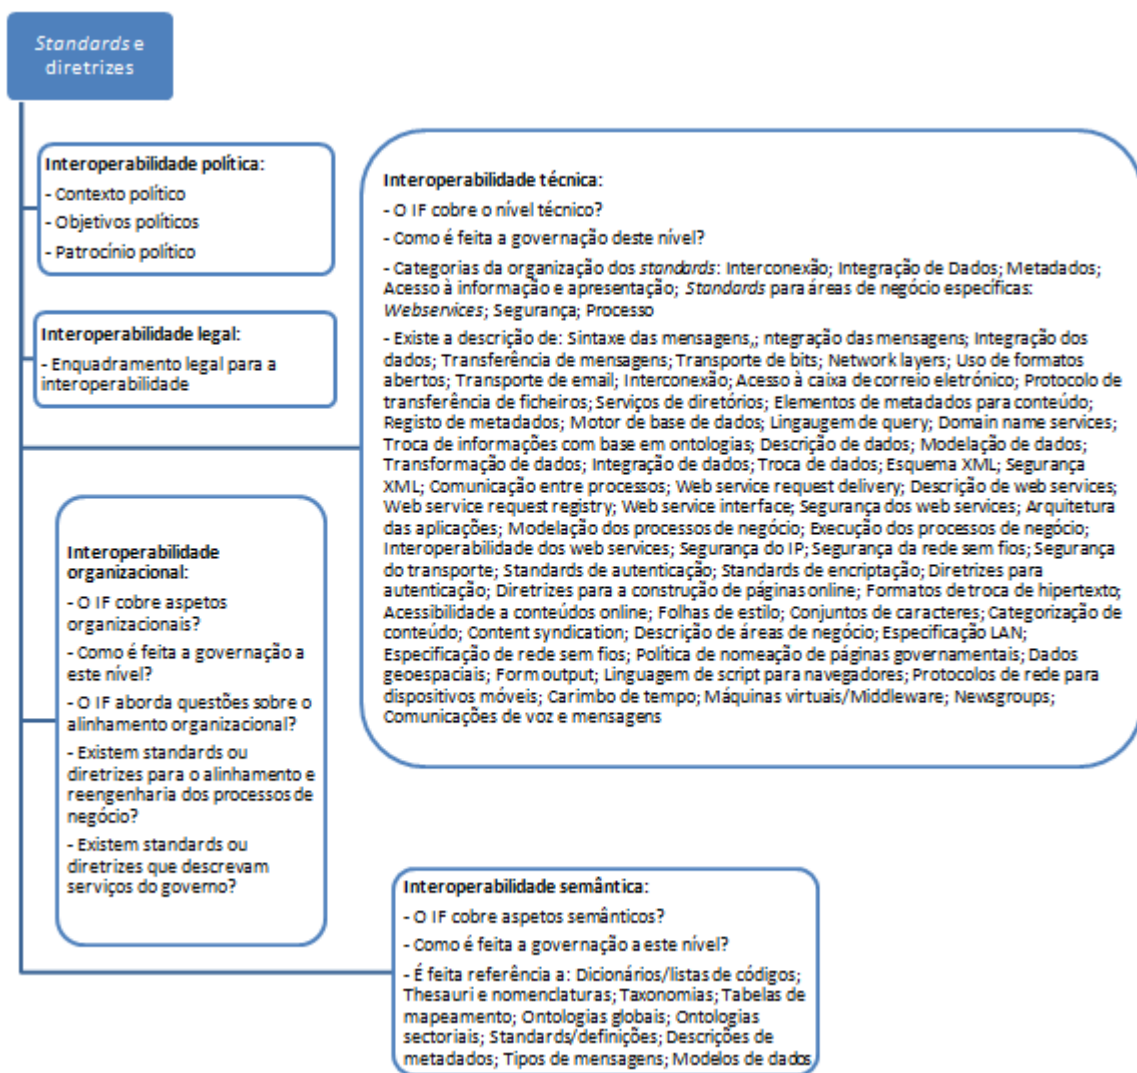 Standards e
diretrizes
Interoperabilidade política:
- Contexto político
- Objetivos políticos
- Patrocínio político
Interoperabilidade legal:
- Enquadramento legal para a
interoperabilidade
Interoperabilidade técnica:
- O IF cobre o nível técnico?
- Como é feita a governação deste nível?
- Categorias da organização dos standards: Interconexão; Integração de Dados; Metadados;
Acesso à informação e apresentação; Standards para áreas de negócio específicas:
Webservices; Segurança; Processo
- Existe a descrição de: Sintaxe das mensagens,; ntegração das mensagens; Integração dos
dados; Transferência de mensagens; Transporte de bits; Network layers; Uso de formatos
abertos; Transporte de email; Interconexão; Acesso à caixa de correio eletrónico; Protocolo de
transferência de ficheiros; Serviços de diretórios; Elementos de metadados para conteúdo;
Registo de metadados; Motor de base de dados; Lingaugem de query; Domain name services;
Troca de informações com base em ontologias; Descrição de dados; Modelação de dados;
Transformação de dados; Integração de dados; Troca de dados; Esquema XML; Segurança
XML; Comunicação entre processos; Web service request delivery; Descrição de web services;
Web service request registry; Web service interface; Segurança dos web services; Arquitetura
das aplicações; Modelação dos processos de negócio; Execução dos processos de negócio;
Interoperabilidade dos web services; Segurança do IP; Segurança da rede sem fios; Segurança
do transporte; Standards de autenticação; Standards de encriptação; Diretrizes para
autenticação; Diretrizes para a construção de páginas online; Formatos de troca de hipertexto;
Acessibilidade a conteúdos online; Folhas de estilo; Conjuntos de caracteres; Categorização de
conteúdo; Content syndication; Descrição de áreas de negócio; Especificação LAN;
Especificação de rede sem fios; Política de nomeação de páginas governamentais; Dados
geoespaciais; Form output; Linguagem de script para navegadores; Protocolos de rede para
dispositivos móveis; Carimbo de tempo; Máquinas virtuais/Middleware; Newsgroups;
Comunicações de voz e mensagens
Interoperabilidade
organizacional:
- O IF cobre aspetos
organizacionais?
- Como é feita a governação a
este nível?
- O IF aborda questões sobre o
alinhamento organizacional?
- Existem standards ou
diretrizes para o alinhamento e
reengenharia dos processos de
negócio?
- Existem standards ou
diretrizes que descrevam
serviços do governo?
Interoperabilidade semântica:
- O IF cobre aspetos semânticos?
- Como é feita a governação a este nível?
- É feita referência a: Dicionários/listas de códigos;
Thesauri e nomenclaturas; Taxonomias; Tabelas de
mapeamento; Ontologias globais; Ontologias
sectoriais; Standards/definições; Descrições de
metadados; Tipos de mensagens; Modelos de dados